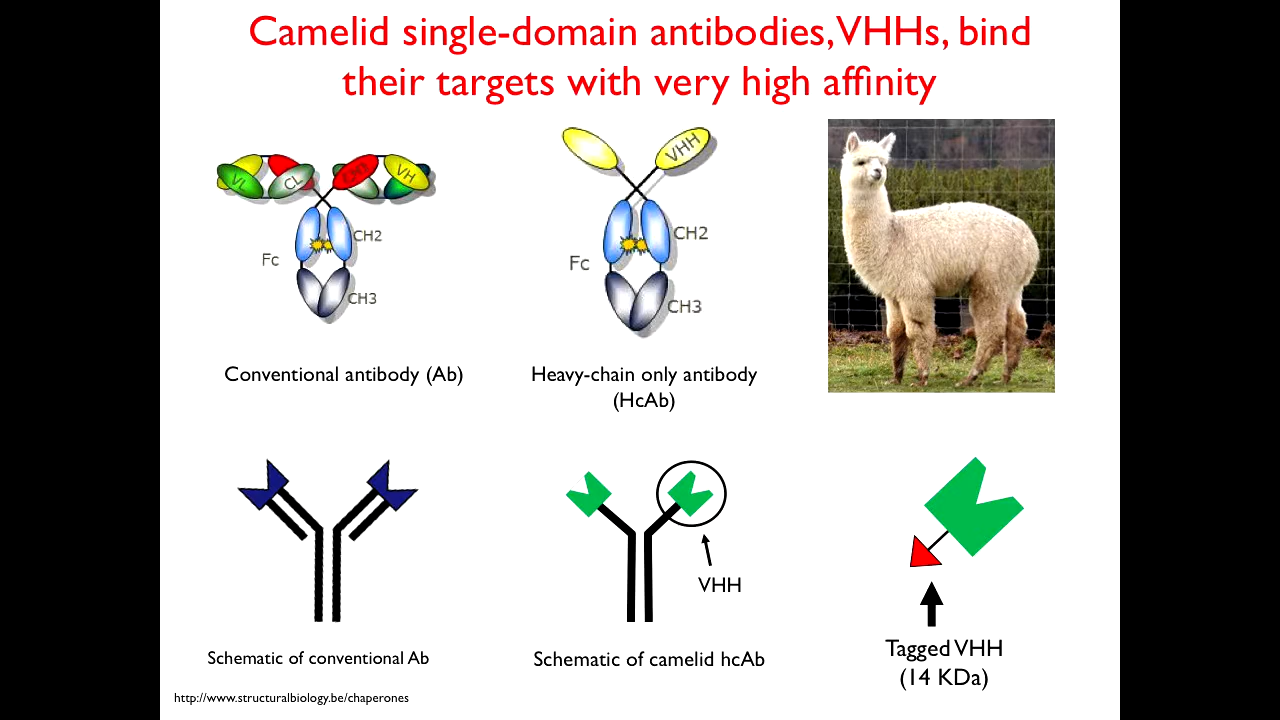 Camelid single-domain antibodies, VHHs, bind
their targets with very high affinity
VL
CL
CH1
VH
CH2
Fc
CH3
VHH
CH2
Fc
CH3
Conventional antibody (Ab)
Heavy-chain only antibody
(HcAb)
VHH
Schematic of conventional Ab
Schematic of camelid hcAb
Tagged VHH
(14 KDa)
http://www.structuralbiology.be/chaperones